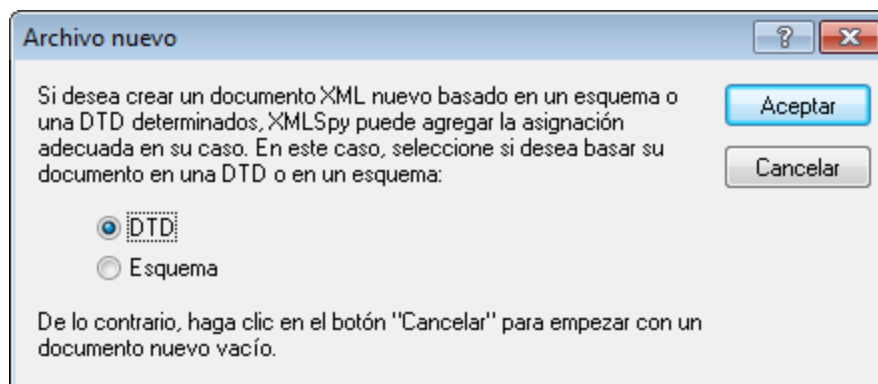 Archivo nuevo
Si desea crear un documento XML nuevo basado en un esquema o
una DTD determinados, XMLSpy puede agregar la asignación
adecuada en su caso. En este caso, seleccione si desea basar su
documento en una DTD o en un esquema:
Aceptar
Cancelar
DTD
Esquema
De lo contrario, haga clic en el botón "Cancelar" para empezar con un
documento nuevo vacío.